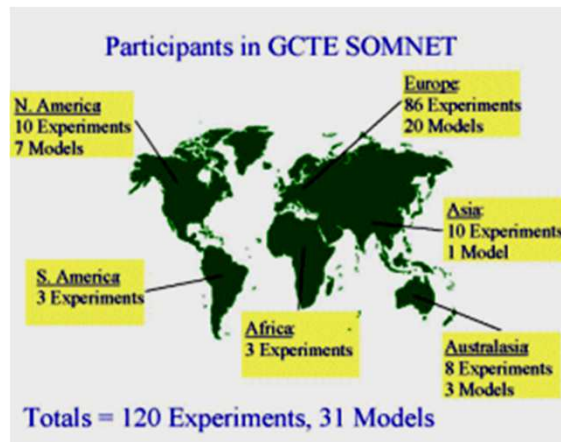 Participants in GCTE SOMNET
Europe:
86 Experiments
20 Models
N. America
10 Experiments
7 Models
Asia:
10 Experiments
1 Model
S. America
3 Experiments
Africa:
3 Experiments
Australasia:
8 Experiments
3 Models
Totals = 120 Experiments, 31 Models